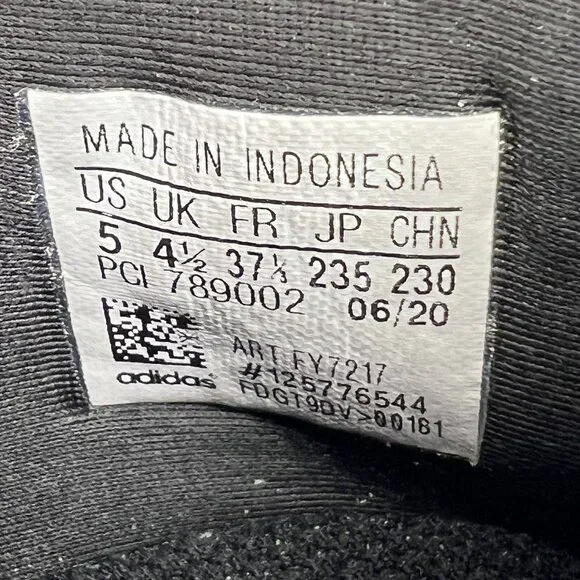 MADE IN INDONESIA
US UK FR JP CHN
5 4½ 37⅓ 235 230
PCI 789002 06/20
ART FY7217
#125776544
adidas FDGT9DV>00181